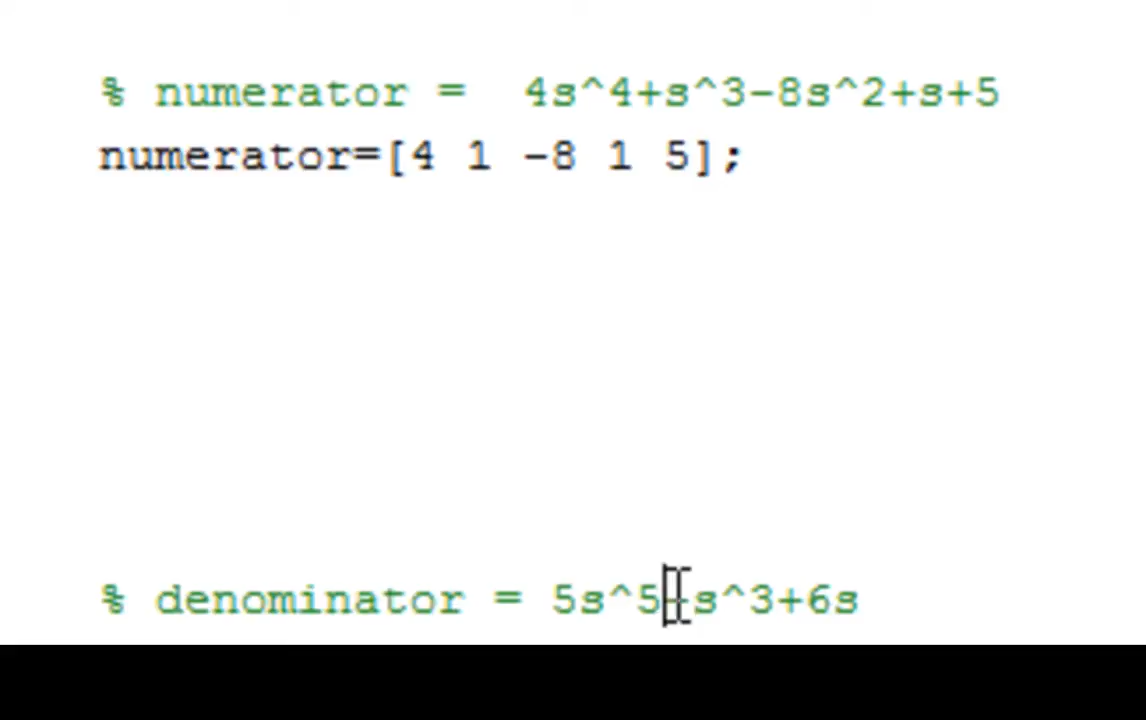 % numerator =  4s^4+s^3-8s^2+s+5
numerator=[4 1 -8 1 5];
% denominator = 5s^5 s^3+6s